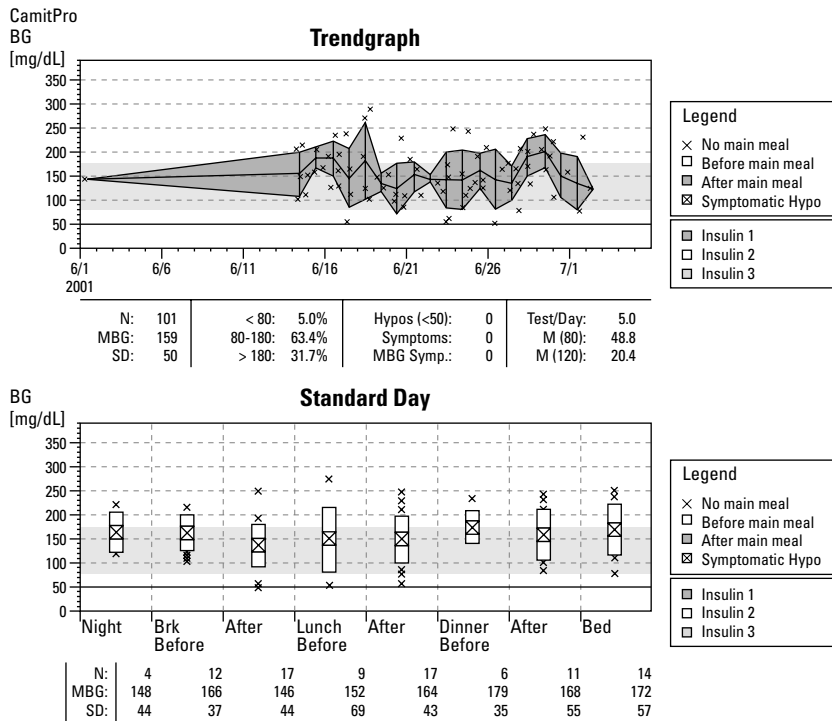 CamitPro
BG
[mg/dL]
Trendgraph
350
300
250
200
150
100
50
0
6/1 6/6 6/11 6/16 6/21 6/26 7/1
2001
Legend
No main meal
Before main meal
After main meal
Symptomatic Hypo
Insulin 1
Insulin 2
Insulin 3
N: 101 < 80: 5.0% Hypos (<50): 0 Test/Day: 5.0
MBG: 159 80-180: 63.4% Symptoms: 0 M (80): 48.8
SD: 50 > 180: 31.7% MBG Symp.: 0 M (120): 20.4
BG
[mg/dL]
Standard Day
350
300
250
200
150
100
50
0
Night Brk After Lunch After Dinner After Bed
Before Before Before
Legend
No main meal
Before main meal
After main meal
Symptomatic Hypo
Insulin 1
Insulin 2
Insulin 3
N: 4 12 17 9 17 6 11 14
MBG: 148 166 146 152 164 179 168 172
SD: 44 37 44 69 43 35 55 57